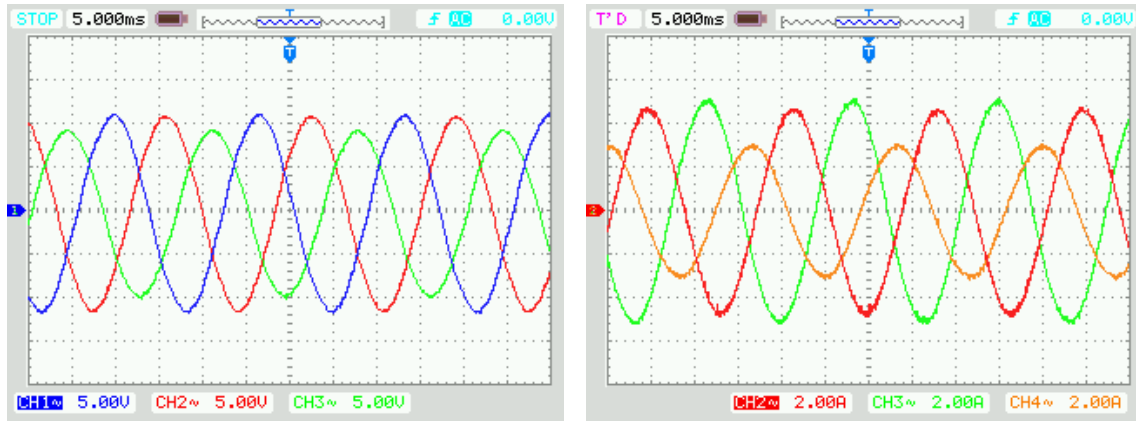 STOP 5.000ms T ƒ AC 0.00V
T
1
CH1~ 5.00V CH2~ 5.00V CH3~ 5.00V
T'D 5.000ms T ƒ AC 0.00V
T
2
CH2~ 2.00A CH3~ 2.00A CH4~ 2.00A